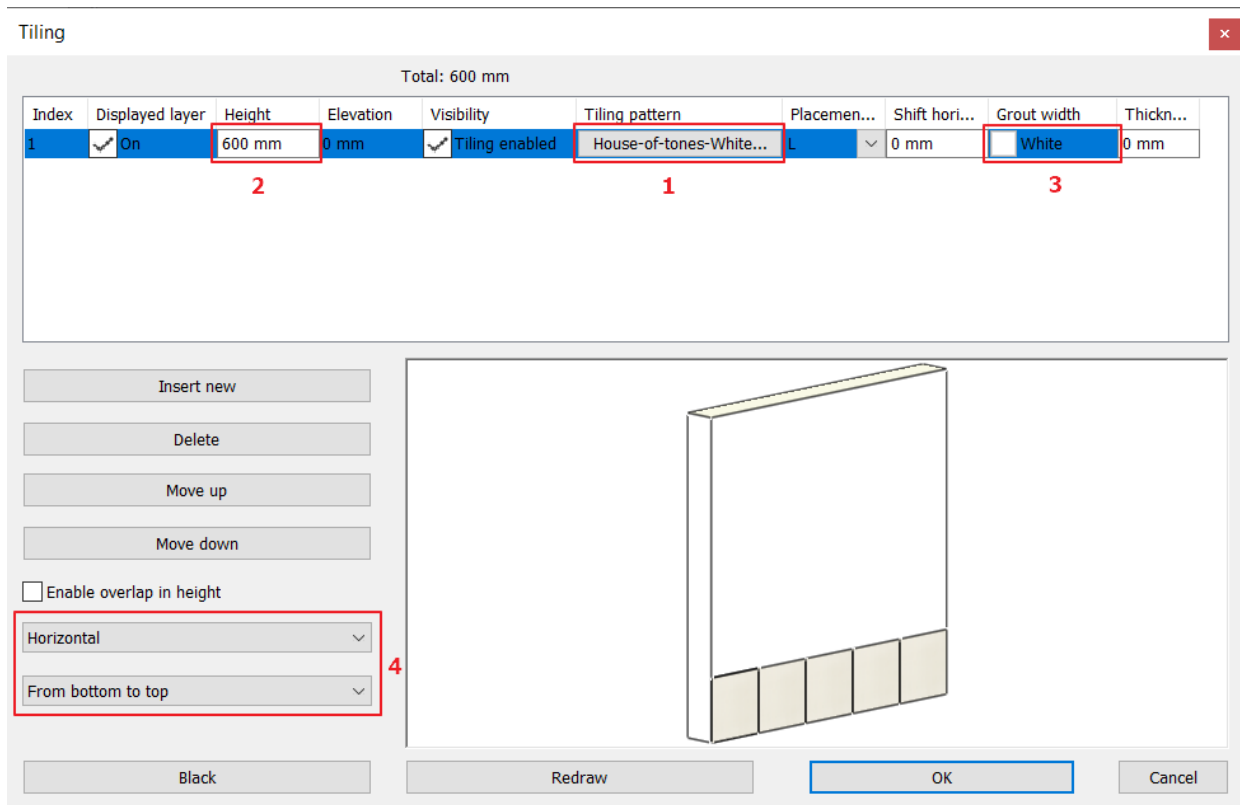 Tiling
Total: 600 mm
Index Displayed layer Height Elevation Visibility Tiling pattern Placemen... Shift hori... Grout width Thickn...
1 On 600 mm 0 mm Tiling enabled House-of-tones-White... L 0 mm White 0 mm
2 1 3
Insert new
Delete
Move up
Move down
Enable overlap in height
Horizontal
4
From bottom to top
Black Redraw OK Cancel